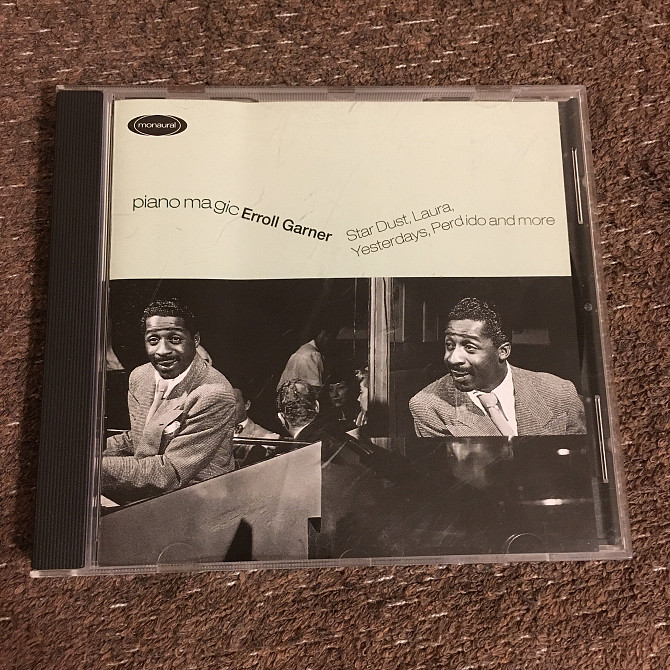 monaural
piano magic Erroll Garner
Star Dust, Laura,
Yesterdays, Perdido and more